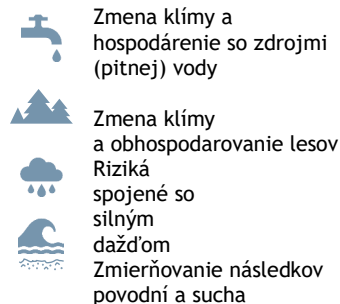 Zmena klímy a
hospodárenie so zdrojmi
(pitnej) vody
Zmena klímy
a obhospodarovanie lesov
Riziká
spojené so
silným
dažďom
Zmierňovanie následkov
povodní a sucha